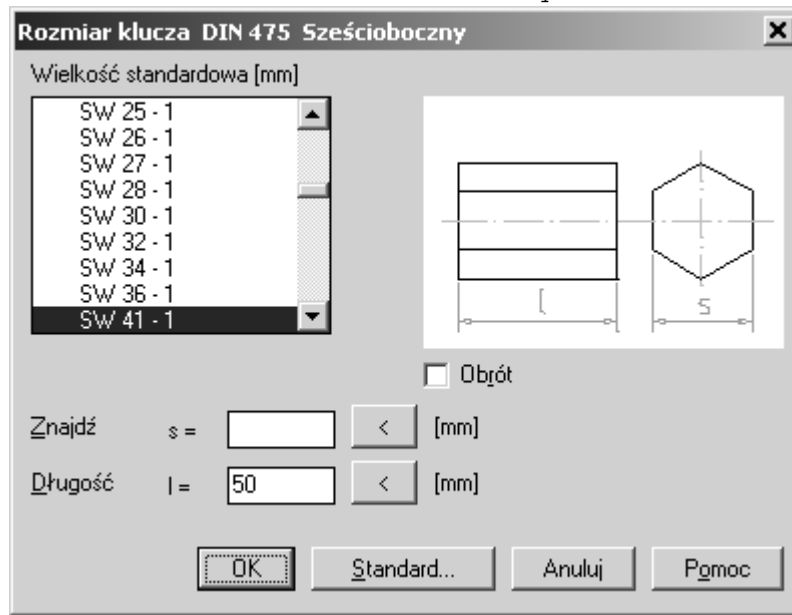 Rozmiar klucza DIN 475 Sześcioboczny
Wielkość standardowa [mm]
SW 25 - 1
SW 26 - 1
SW 27 - 1
SW 28 - 1
SW 30 - 1
SW 32 - 1
SW 34 - 1
SW 36 - 1
SW 41 - 1
l
s
Obrót
Znajdź s = < [mm]
Długość l = 50 < [mm]
OK Standard... Anuluj Pomoc